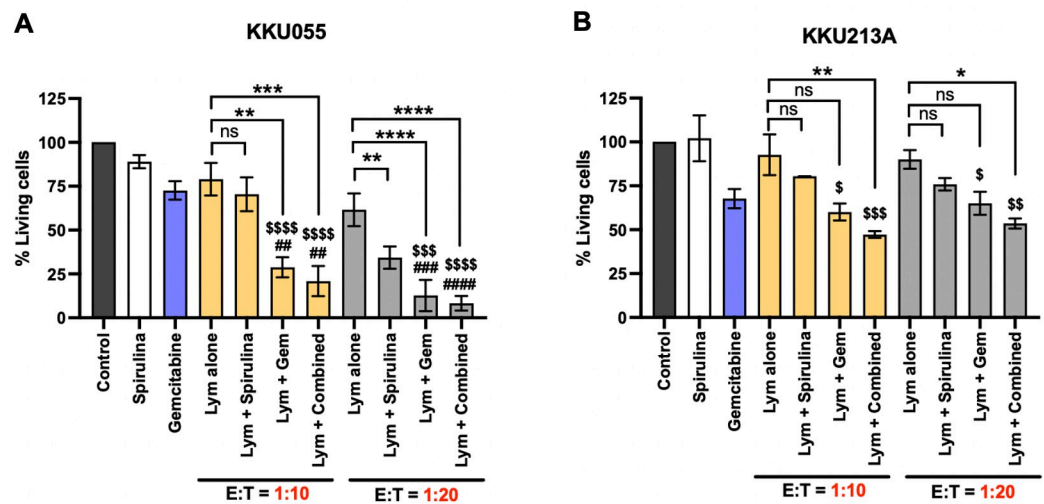 A
KKU055
% Living cells
125
100
75
50
25
0
***
**
ns
****
****
**
$$$$
##
$$$$
##
$$$
###
$$$$
####
Control
Spirulina
Gemcitabine
Lym alone
Lym + Spirulina
Lym + Gem
Lym + Combined
Lym alone
Lym + Spirulina
Lym + Gem
Lym + Combined
E:T = 1:10
E:T = 1:20
B
KKU213A
% Living cells
125
100
75
50
25
0
**
ns
ns
*
ns
ns
$
$$$
$
$$
Control
Spirulina
Gemcitabine
Lym alone
Lym + Spirulina
Lym + Gem
Lym + Combined
Lym alone
Lym + Spirulina
Lym + Gem
Lym + Combined
E:T = 1:10
E:T = 1:20